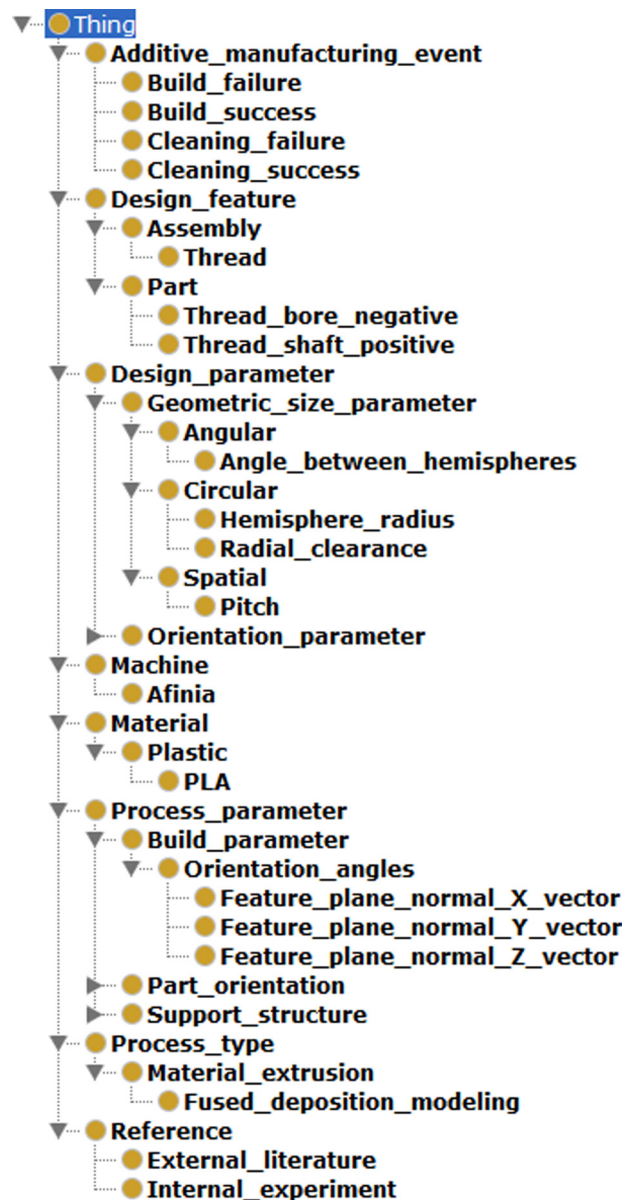 Thing
Additive_manufacturing_event
Build_failure
Build_success
Cleaning_failure
Cleaning_success
Design_feature
Assembly
Thread
Part
Thread_bore_negative
Thread_shaft_positive
Design_parameter
Geometric_size_parameter
Angular
Angle_between_hemispheres
Circular
Hemisphere_radius
Radial_clearance
Spatial
Pitch
Orientation_parameter
Machine
Afinia
Material
Plastic
PLA
Process_parameter
Build_parameter
Orientation_angles
Feature_plane_normal_X_vector
Feature_plane_normal_Y_vector
Feature_plane_normal_Z_vector
Part_orientation
Support_structure
Process_type
Material_extrusion
Fused_deposition_modeling
Reference
External_literature
Internal_experiment